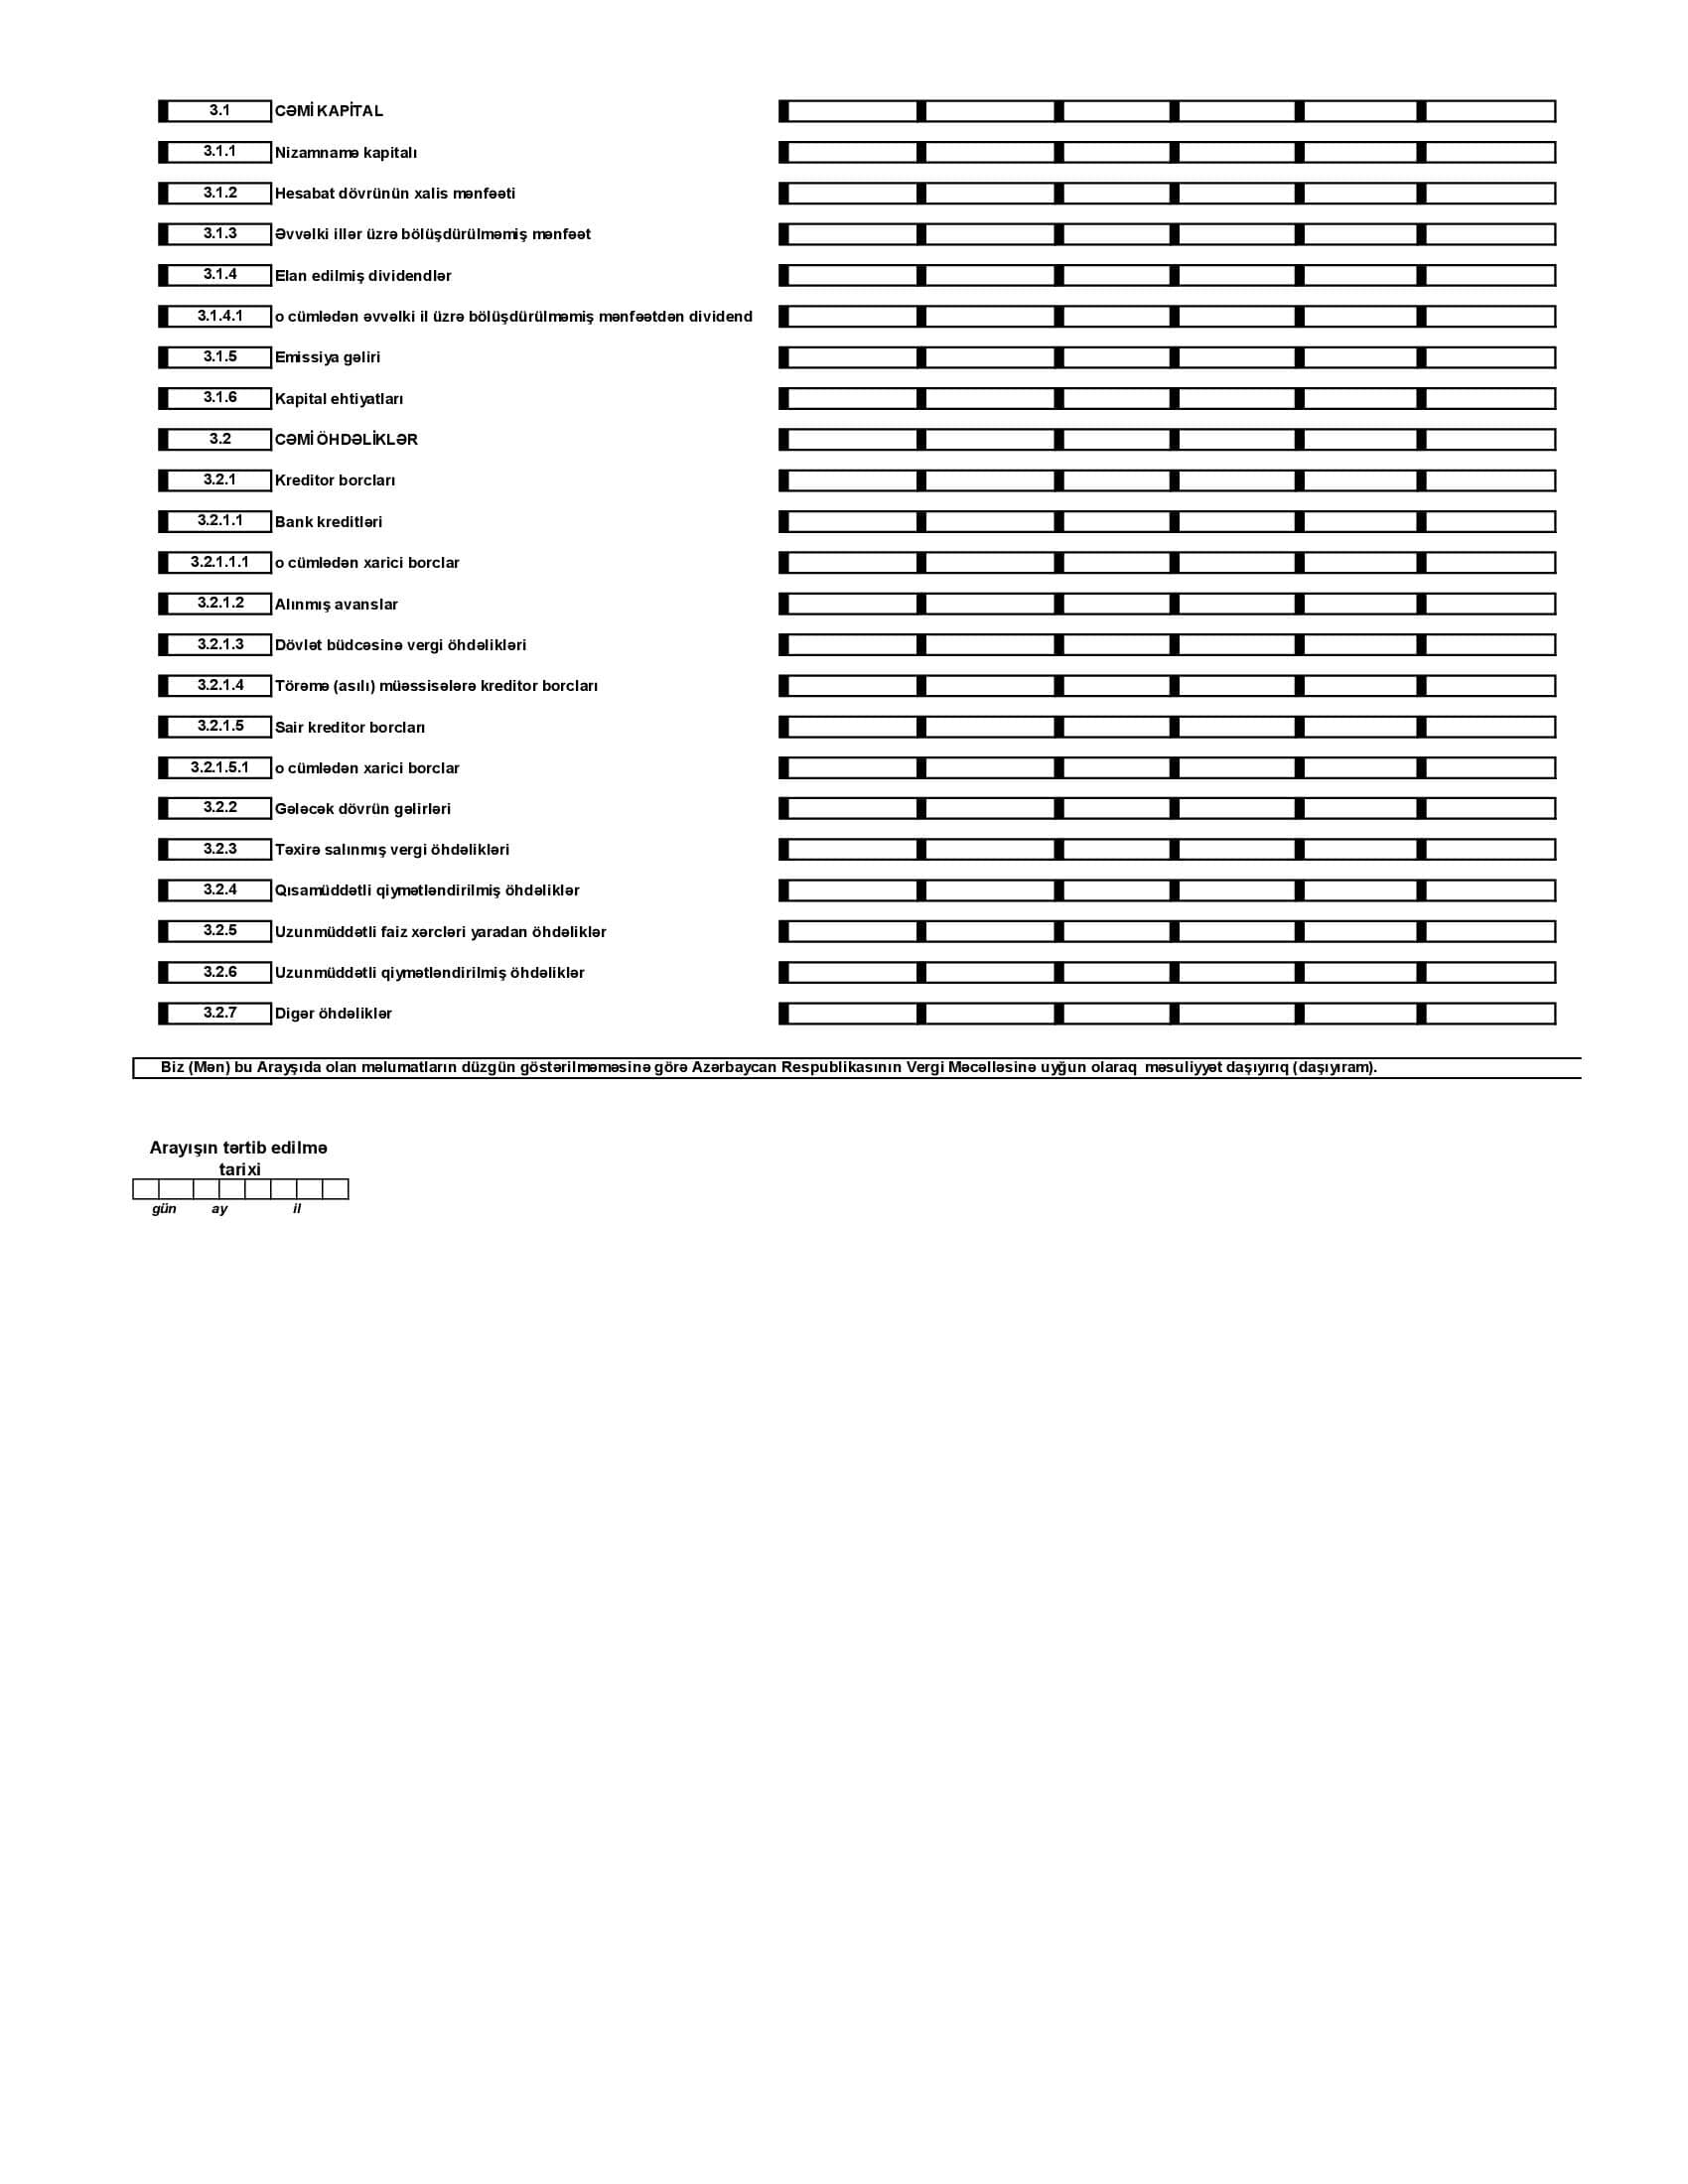 3.1 CƏMİ KAPİTAL
3.1.1 Nizamnamə kapitalı
3.1.2 Hesabat dövrünün xalis mənfəəti
3.1.3 Əvvəlki illər üzrə bölüşdürülməmiş mənfəət
3.1.4 Elan edilmiş dividendlər
3.1.4.1 o cümlədən əvvəlki il üzrə bölüşdürülməmiş mənfəətdən dividend
3.1.5 Emissiya gəliri
3.1.6 Kapital ehtiyatları
3.2 CƏMİ ÖHDƏLİKLƏR
3.2.1 Kreditor borcları
3.2.1.1 Bank kreditləri
3.2.1.1.1 o cümlədən xarici borclar
3.2.1.2 Alınmış avanslar
3.2.1.3 Dövlət büdcəsinə vergi öhdəlikləri
3.2.1.4 Törəmə (asılı) müəssisələrə kreditor borcları
3.2.1.5 Sair kreditor borcları
3.2.1.5.1 o cümlədən xarici borclar
3.2.2 Gələcək dövrün gəlirləri
3.2.3 Təxirə salınmış vergi öhdəlikləri
3.2.4 Qısamüddətli qiymətləndirilmiş öhdəliklər
3.2.5 Uzunmüddətli faiz xərcləri yaradan öhdəliklər
3.2.6 Uzunmüddətli qiymətləndirilmiş öhdəliklər
3.2.7 Digər öhdəliklər
Biz (Mən) bu Arayşıda olan məlumatların düzgün göstərilməməsinə görə Azərbaycan Respublikasının Vergi Məcəlləsinə uyğun olaraq məsuliyyət daşıyırıq (daşıyıram).
Arayışın tərtib edilmə
tarixi
gün ay il